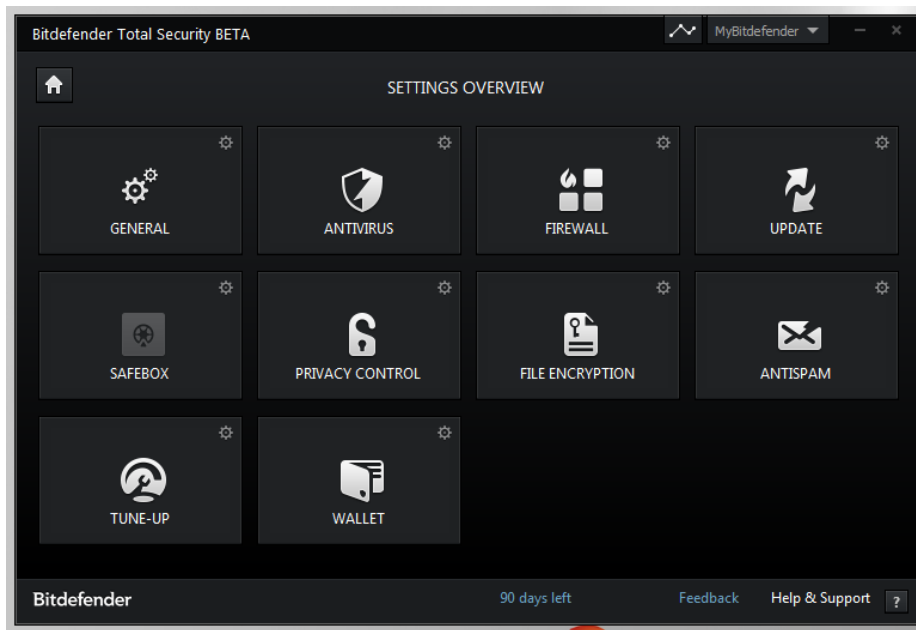 Bitdefender Total Security BETA
MyBitdefender
SETTINGS OVERVIEW
GENERAL
ANTIVIRUS
FIREWALL
UPDATE
SAFEBOX
PRIVACY CONTROL
FILE ENCRYPTION
ANTISPAM
TUNE-UP
WALLET
Bitdefender
90 days left
Feedback
Help & Support
?